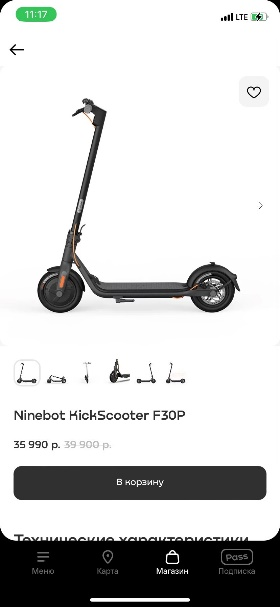 11:17
LTE
Ninebot KickScooter F30P
35 990 р. 39 900 р.
В корзину
Технические характеристики
Меню Карта Магазин Подписка
Pass